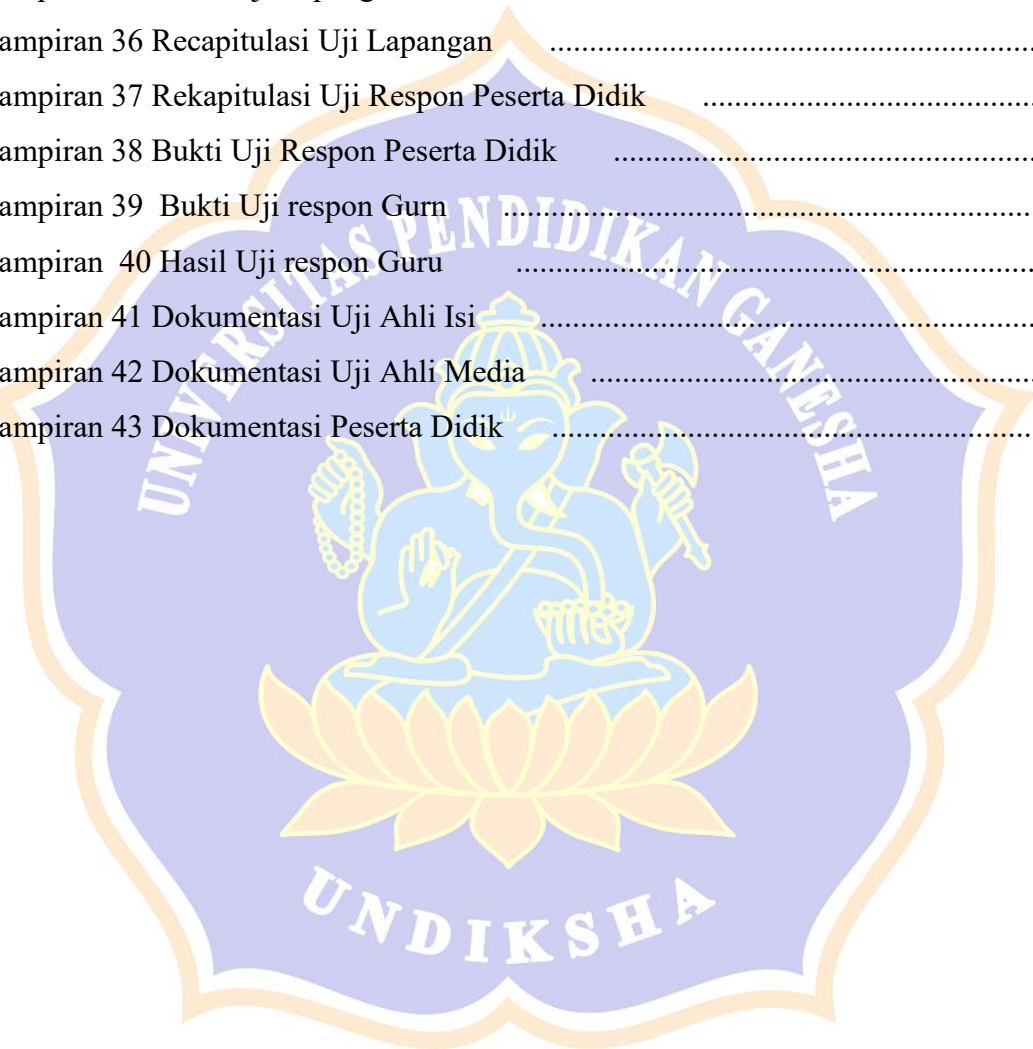 ampiran 36 Recapitulasi Uji Lapangan ................................................................
ampiran 37 Rekapitulasi Uji Respon Peserta Didik ............................................
ampiran 38 Bukti Uji Respon Peserta Didik .......................................................
ampiran 39 Bukti Uji respon Gurn ......................................................................
ampiran 40 Hasil Uji respon Guru .....................................................................
ampiran 41 Dokumentasi Uji Ahli Isi .................................................................
ampiran 42 Dokumentasi Uji Ahli Media ..........................................................
ampiran 43 Dokumentasi Peserta Didik ................................................................
UNIVERSITAS PENDIDIKAN GANESHA
UNDIKSHA